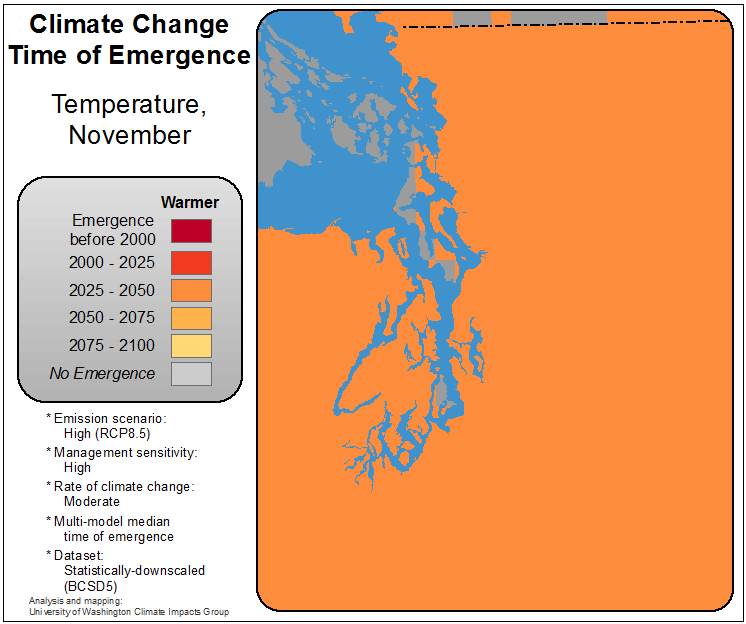 Climate Change
Time of Emergence
Temperature,
November
Warmer
Emergence
before 2000
2000 - 2025
2025 - 2050
2050 - 2075
2075 - 2100
No Emergence
* Emission scenario:
High (RCP8.5)
* Management sensitivity:
High
* Rate of climate change:
Moderate
* Multi-model median
time of emergence
* Dataset:
Statistically-downscaled
(BCSD5)
Analysis and mapping:
University of Washington Climate Impacts Group